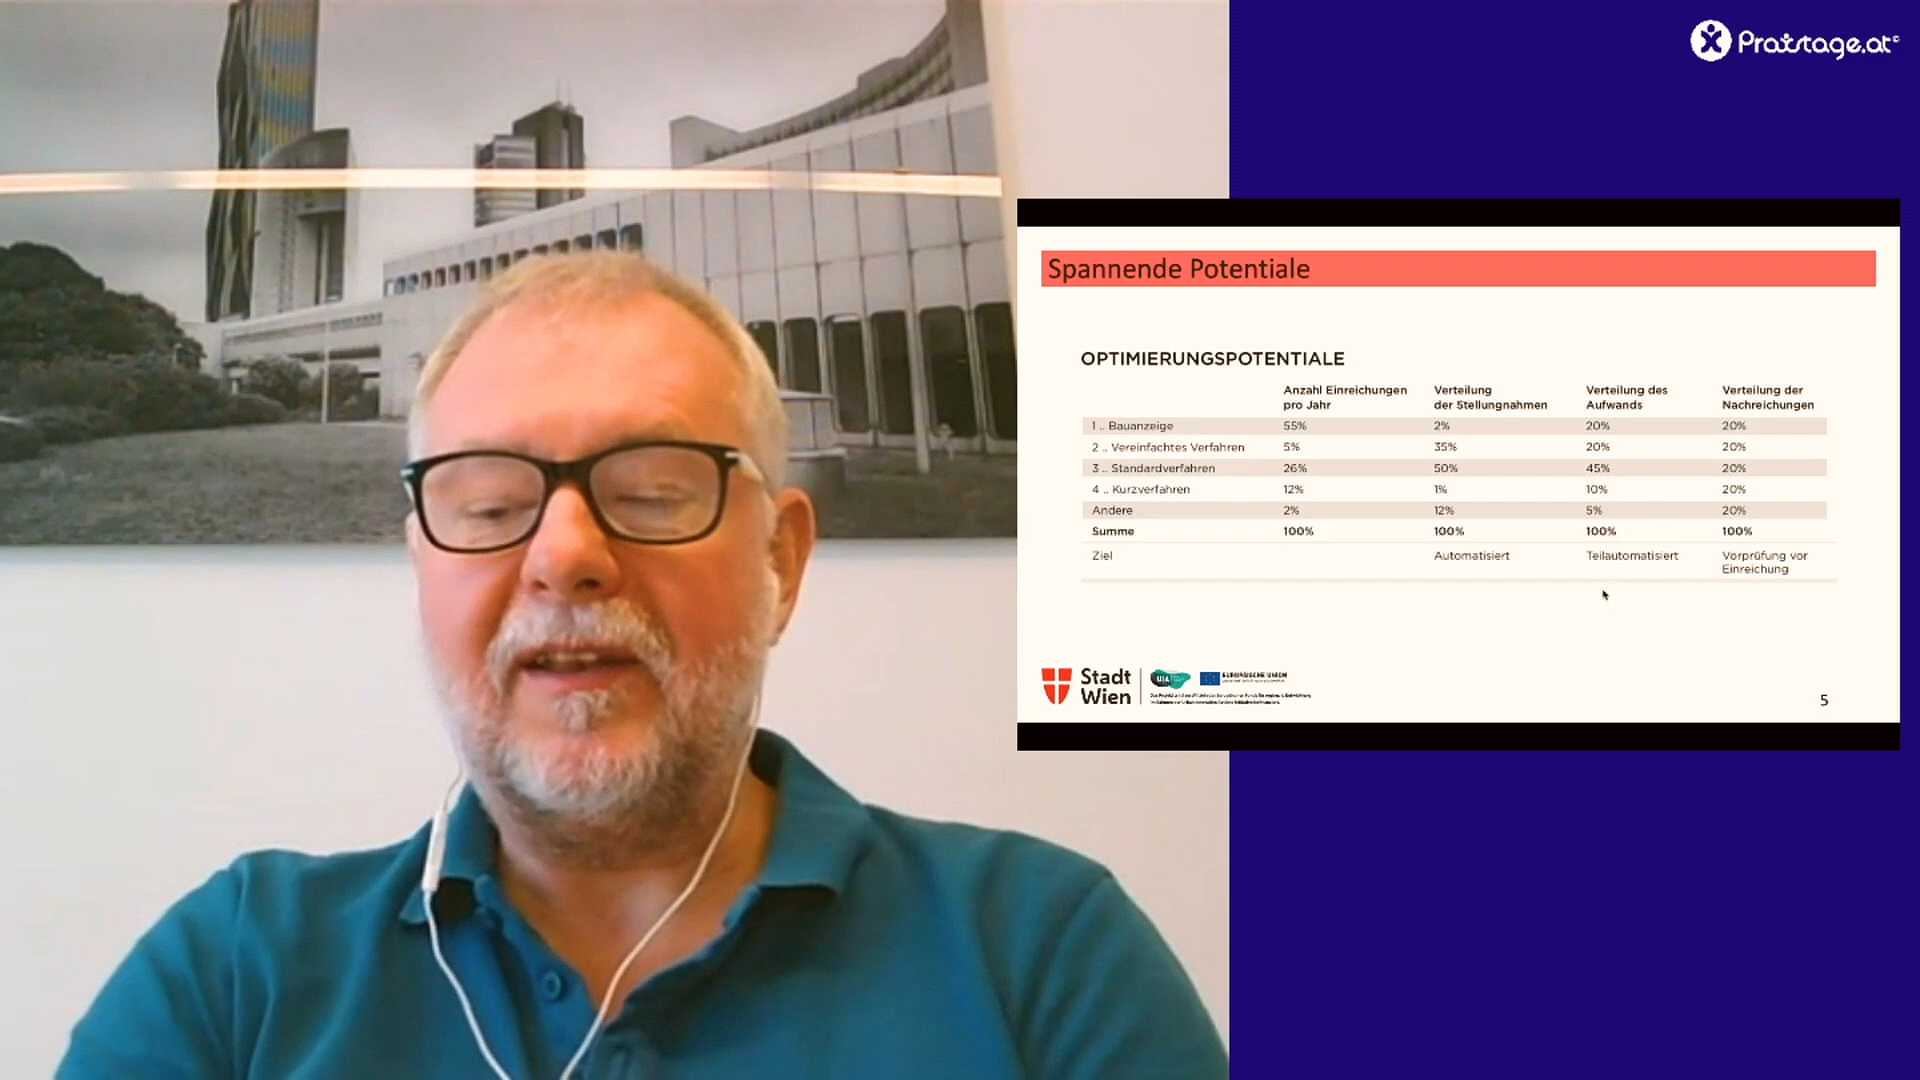 Praxstage.at
Spannende Potentiale
OPTIMIERUNGSPOTENTIALE
Anzahl Einreichungen pro Jahr Verteilung der Stellungnahmen Verteilung des Aufwands Verteilung der Nachreichungen
1 .. Bauanzeige 55% 2% 20% 20%
2 .. Vereinfachtes Verfahren 5% 35% 20% 20%
3 .. Standardverfahren 26% 50% 45% 20%
4 .. Kurzverfahren 12% 1% 10% 20%
Andere 2% 12% 5% 20%
Summe 100% 100% 100% 100%
Ziel Automatisiert Teilautomatisiert Vorprüfung vor Einreichung
Stadt
Wien
UIA
EUROPÄISCHE UNION
5